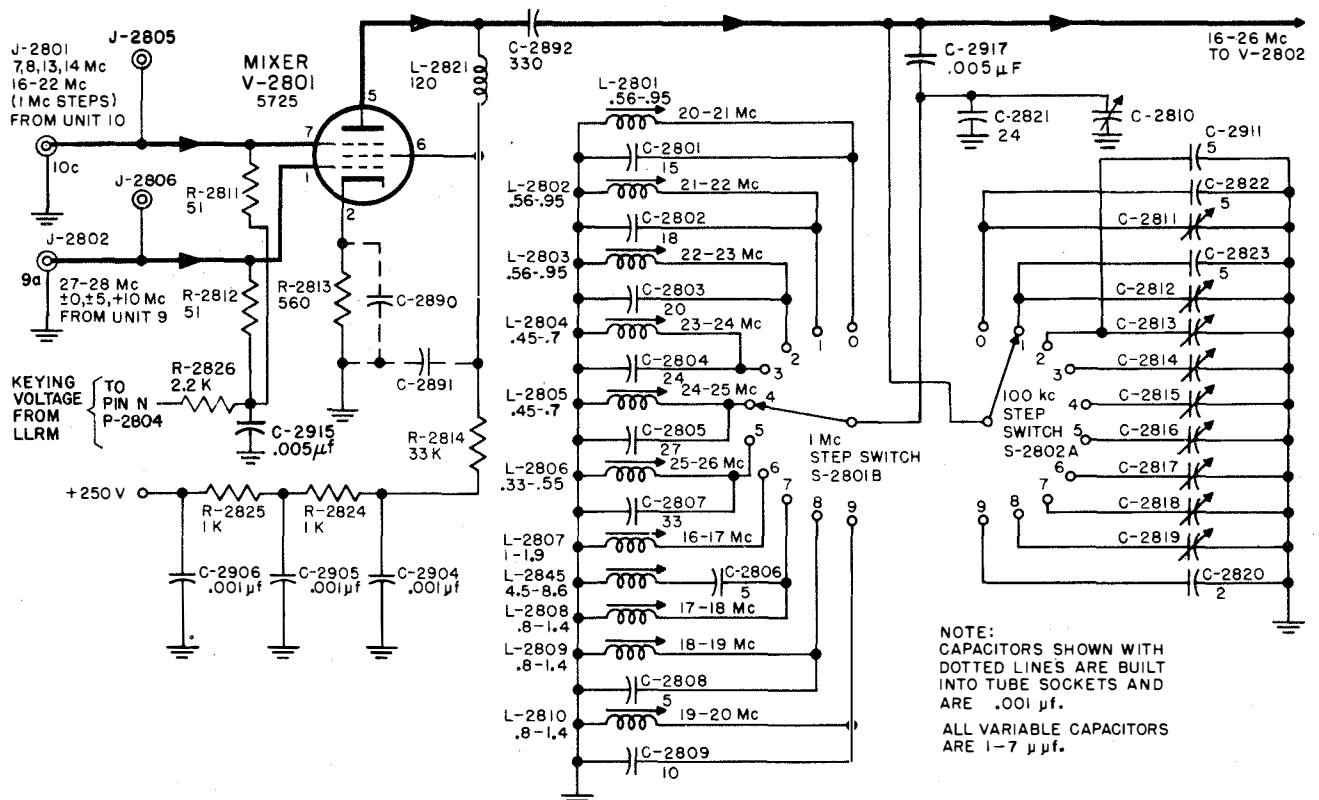 J-2801
7,8,13,14 Mc
16-22 Mc
(1 Mc STEPS)
FROM UNIT 10
J-2805
10c
J-2806
J-2802
9a
27-28 Mc
±0,±5,+10 Mc
FROM UNIT 9
MIXER
V-2801
5725
5
7
1
6
2
R-2811
51
R-2812
51
R-2813
560
C-2890
C-2891
L-2821
120
C-2892
330
R-2826
2.2 K
KEYING
VOLTAGE
FROM
LLRM
TO
PIN N
P-2804
C-2915
.005μf
R-2814
33 K
+250 V
R-2825
1 K
R-2824
1 K
C-2906
.001μf
C-2905
.001μf
C-2904
.001μf
L-2801
.56-.95
20-21 Mc
C-2801
15
L-2802
.56-.95
21-22 Mc
C-2802
18
L-2803
.56-.95
22-23 Mc
C-2803
20
L-2804
.45-.7
23-24 Mc
C-2804
24
L-2805
.45-.7
24-25 Mc
C-2805
27
L-2806
.33-.55
25-26 Mc
C-2807
33
L-2807
1-1.9
16-17 Mc
L-2845
4.5-8.6
C-2806
5
L-2808
.8-1.4
17-18 Mc
L-2809
.8-1.4
18-19 Mc
C-2808
5
L-2810
.8-1.4
19-20 Mc
C-2809
10
0
1
2
3
4
5
6
7
8
9
1 Mc
STEP SWITCH
S-2801B
16-26 Mc
TO V-2802
C-2917
.005μF
C-2821
24
C-2810
C-2911
5
C-2822
5
C-2811
C-2823
5
C-2812
C-2813
C-2814
C-2815
C-2816
C-2817
C-2818
C-2819
C-2820
2
0
1
2
3
4
5
6
7
8
9
100 kc
STEP
SWITCH
S-2802A
NOTE:
CAPACITORS SHOWN WITH
DOTTED LINES ARE BUILT
INTO TUBE SOCKETS AND
ARE .001 μf.
ALL VARIABLE CAPACITORS
ARE 1-7 μμf.